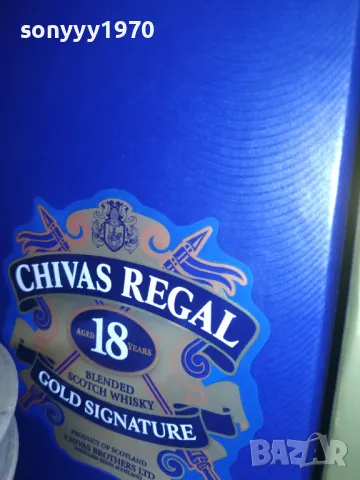 sonyyy1970
CHIVAS REGAL
AGED 18 YEARS
BLENDED
SCOTCH WHISKY
GOLD SIGNATURE
PRODUCT OF SCOTLAND
CHIVAS BROTHERS LTD
BAZAR